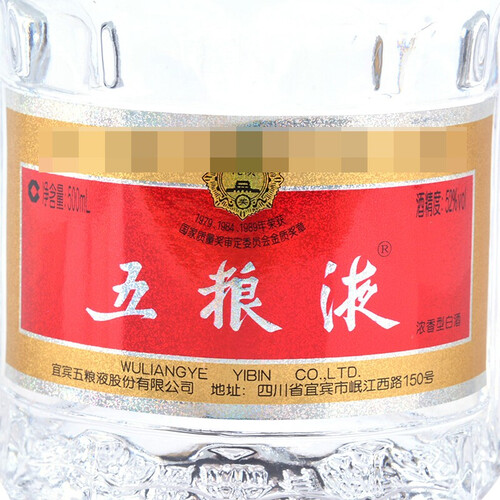 净含量:500mL
酒精度:52%vol
1979、1984、1989年荣获
国家质量奖审定委员会金质奖章
五粮液®
浓香型白酒
WULIANGYE YIBIN CO.,LTD.
宜宾五粮液股份有限公司 地址: 四川省宜宾市岷江西路150号